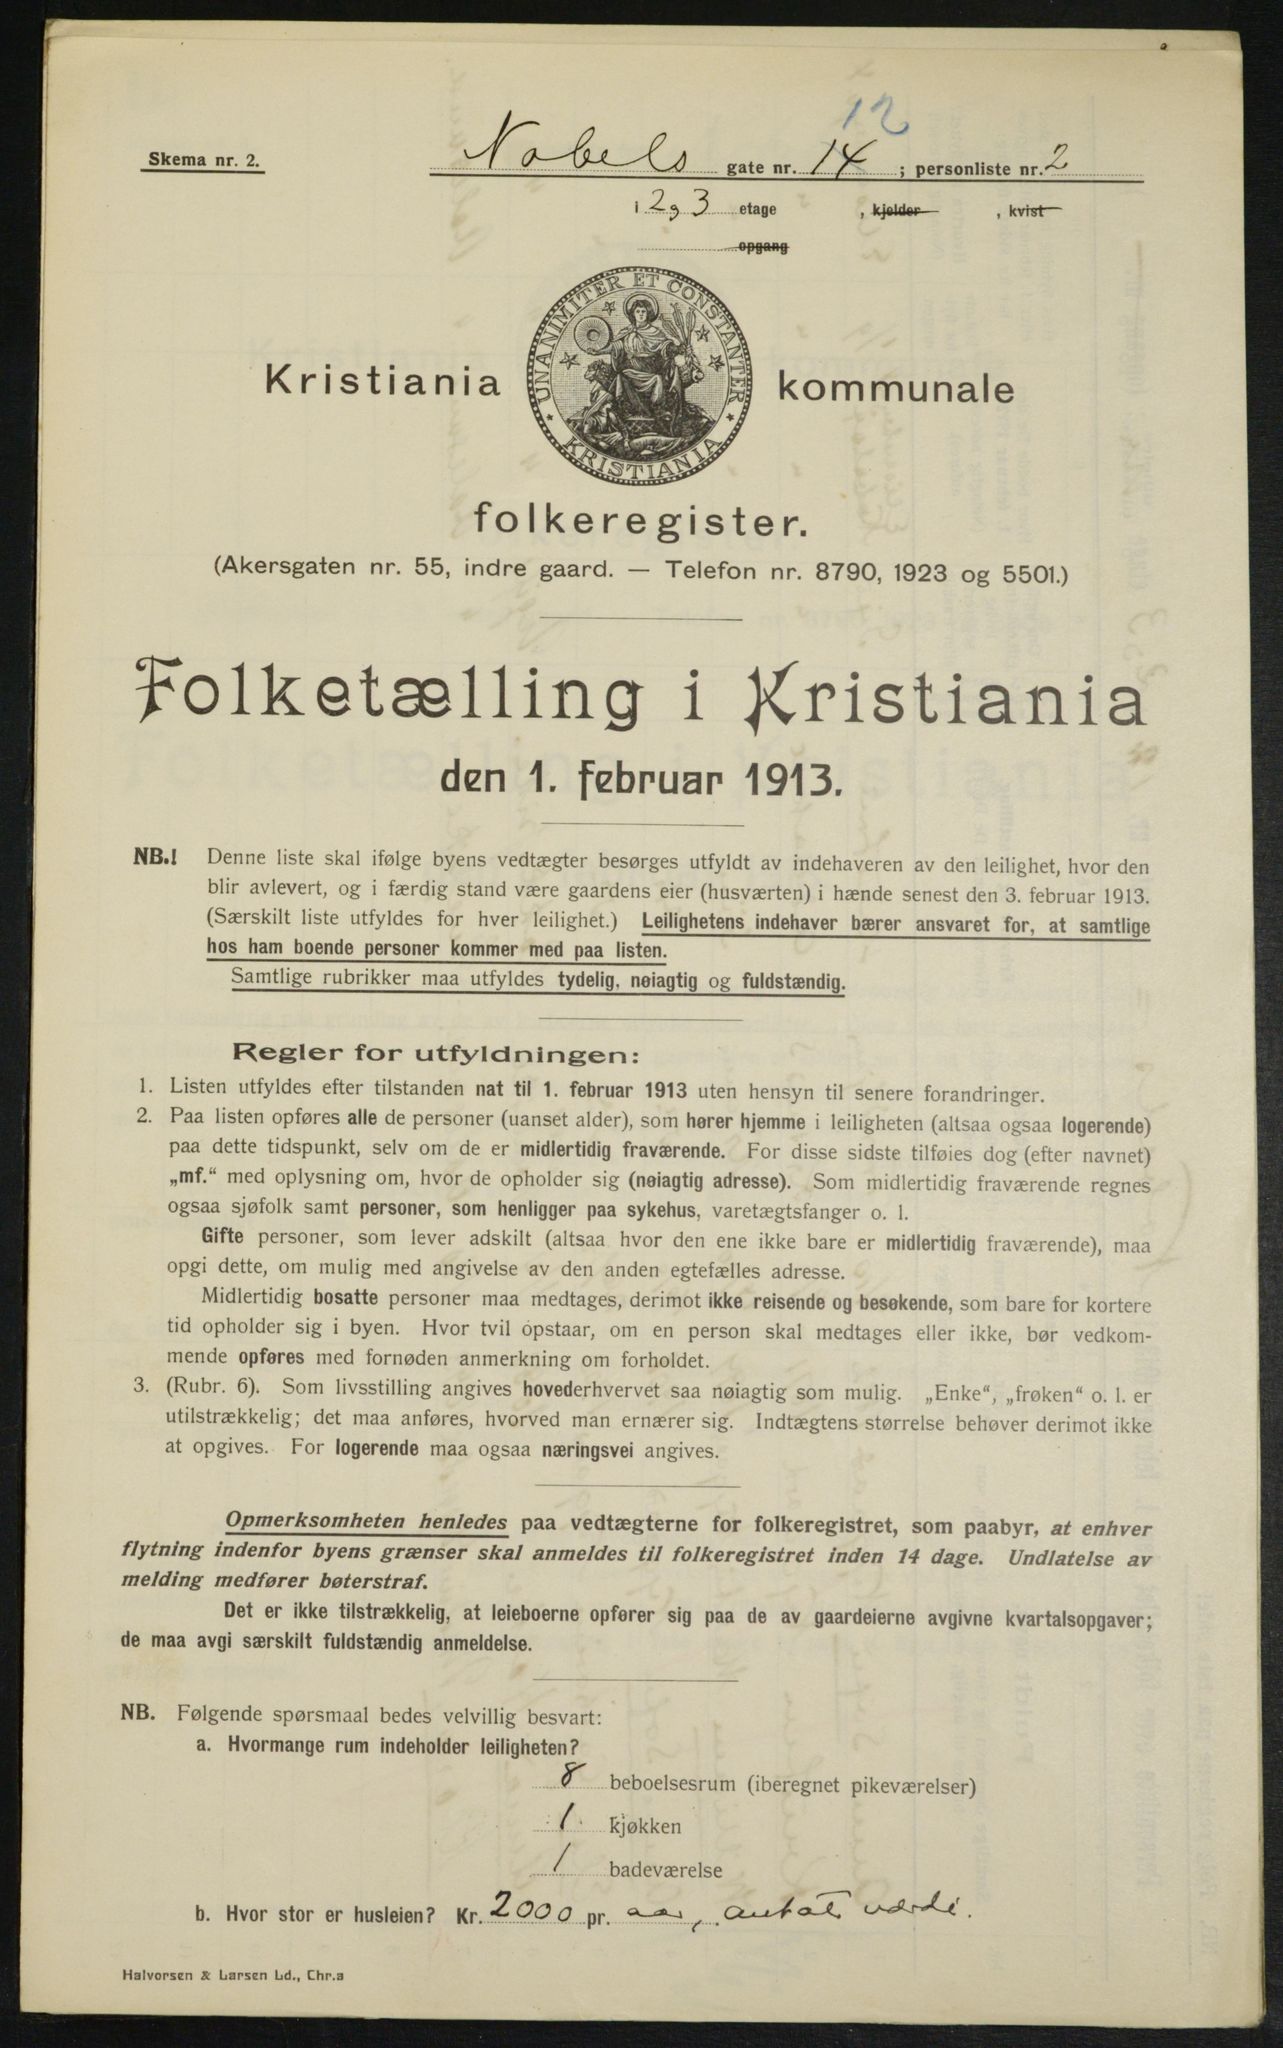 12
Skema nr. 2.
Nobels gate nr. 14 ; personliste nr. 2
i 2 og 3 etage , kjelder , kvist
opgang
UNANIMITER ET CONSTANTER
KRISTIANIA
Kristiania kommunale
folkeregister.
(Akersgaten nr. 55, indre gaard. — Telefon nr. 8790, 1923 og 5501.)
Folketælling i Kristiania
den 1. februar 1913.
NB.! Denne liste skal ifølge byens vedtægter besørges utfyldt av indehaveren av den leilighet, hvor den
blir avlevert, og i færdig stand være gaardens eier (husværten) i hænde senest den 3. februar 1913.
(Særskilt liste utfyldes for hver leilighet.) Leilighetens indehaver bærer ansvaret for, at samtlige
hos ham boende personer kommer med paa listen.
Samtlige rubrikker maa utfyldes tydelig, nøiagtig og fuldstændig.
Regler for utfyldningen:
1. Listen utfyldes efter tilstanden nat til 1. februar 1913 uten hensyn til senere forandringer.
2. Paa listen opføres alle de personer (uanset alder), som hører hjemme i leiligheten (altsaa ogsaa logerende)
paa dette tidspunkt, selv om de er midlertidig fraværende. For disse sidste tilføies dog (efter navnet)
„mf.“ med oplysning om, hvor de opholder sig (nøiagtig adresse). Som midlertidig fraværende regnes
ogsaa sjøfolk samt personer, som henligger paa sykehus, varetægtsfanger o. l.
Gifte personer, som lever adskilt (altsaa hvor den ene ikke bare er midlertidig fraværende), maa
opgi dette, om mulig med angivelse av den anden egtefælles adresse.
Midlertidig bosatte personer maa medtages, derimot ikke reisende og besøkende, som bare for kortere
tid opholder sig i byen. Hvor tvil opstaar, om en person skal medtages eller ikke, bør vedkom-
mende opføres med fornøden anmerkning om forholdet.
3. (Rubr. 6). Som livsstilling angives hovederhvervet saa nøiagtig som mulig. „Enke“, „frøken“ o. l. er
utilstrækkelig; det maa anføres, hvorved man ernærer sig. Indtægtens størrelse behøver derimot ikke
at opgives. For logerende maa ogsaa næringsvei angives.
Opmerksomheten henledes paa vedtægterne for folkeregistret, som paabyr, at enhver
flytning indenfor byens grænser skal anmeldes til folkeregistret inden 14 dage. Undlatelse av
melding medfører bøterstraf.
Det er ikke tilstrækkelig, at leieboerne opfører sig paa de av gaardeierne avgivne kvartalsopgaver;
de maa avgi særskilt fuldstændig anmeldelse.
NB. Følgende spørsmaal bedes velvillig besvart:
a. Hvormange rum indeholder leiligheten?
8 beboelsesrum (iberegnet pikeværelser)
1 kjøkken
1 badeværelse
b. Hvor stor er husleien? Kr. 2000 pr. aar, antat værdi.
Halvorsen & Larsen Ld., Chr.a